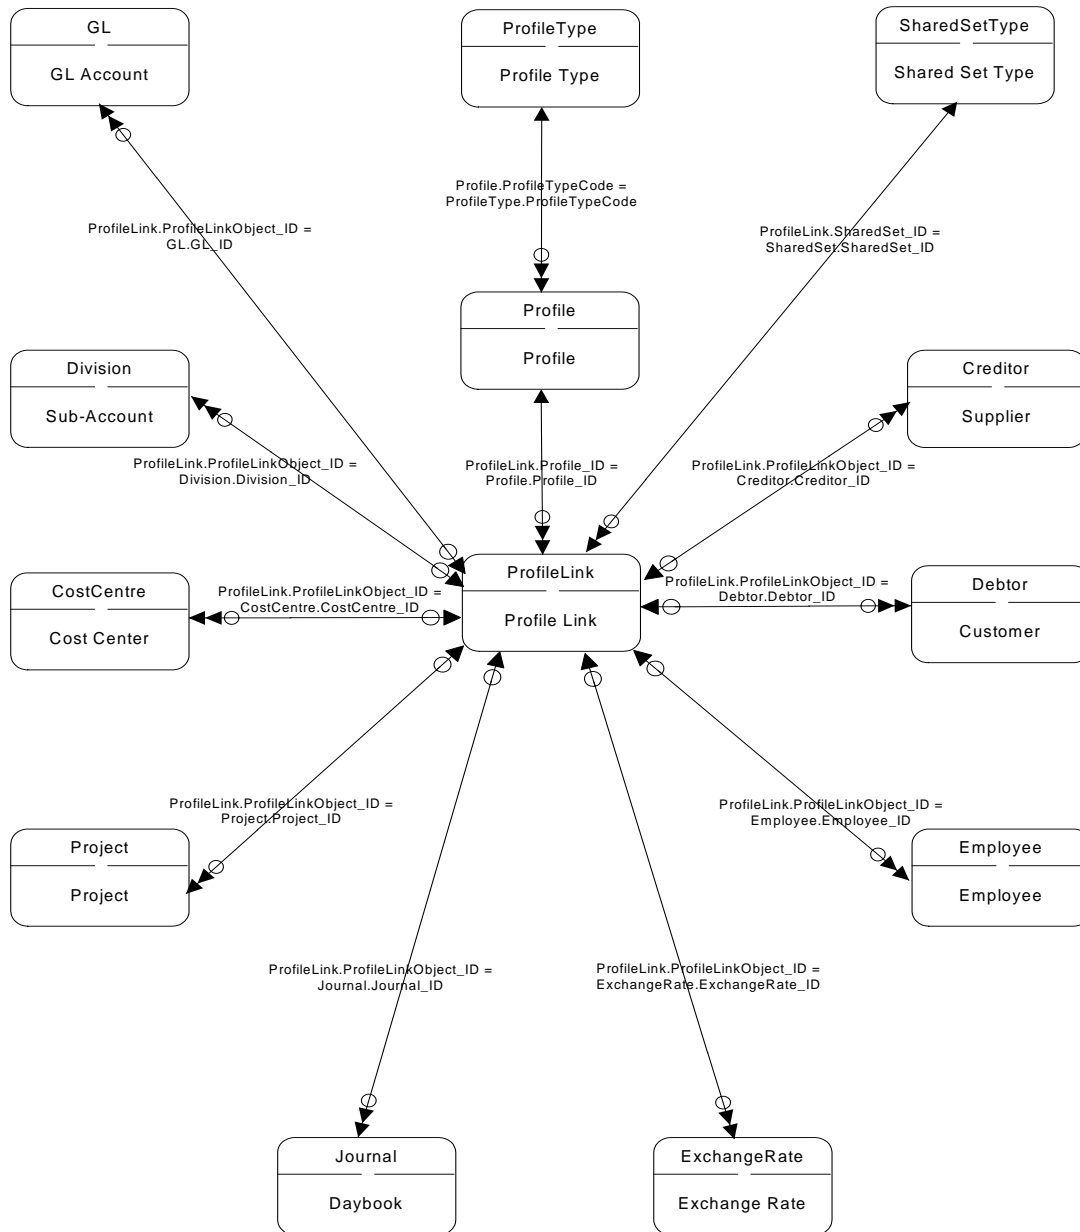 GL
GL Account
ProfileType
Profile Type
SharedSetType
Shared Set Type
Profile.ProfileTypeCode =
ProfileType.ProfileTypeCode
ProfileLink.ProfileLinkObject_ID =
GL.GL_ID
ProfileLink.SharedSet_ID =
SharedSet.SharedSet_ID
Profile
Profile
Division
Sub-Account
Creditor
Supplier
ProfileLink.ProfileLinkObject_ID =
Division.Division_ID
ProfileLink.Profile_ID =
Profile.Profile_ID
ProfileLink.ProfileLinkObject_ID =
Creditor.Creditor_ID
CostCentre
Cost Center
ProfileLink.ProfileLinkObject_ID =
CostCentre.CostCentre_ID
ProfileLink
Profile Link
ProfileLink.ProfileLinkObject_ID =
Debtor.Debtor_ID
Debtor
Customer
ProfileLink.ProfileLinkObject_ID =
Project.Project_ID
ProfileLink.ProfileLinkObject_ID =
Employee.Employee_ID
Project
Project
Employee
Employee
ProfileLink.ProfileLinkObject_ID =
Journal.Journal_ID
ProfileLink.ProfileLinkObject_ID =
ExchangeRate.ExchangeRate_ID
Journal
Daybook
ExchangeRate
Exchange Rate